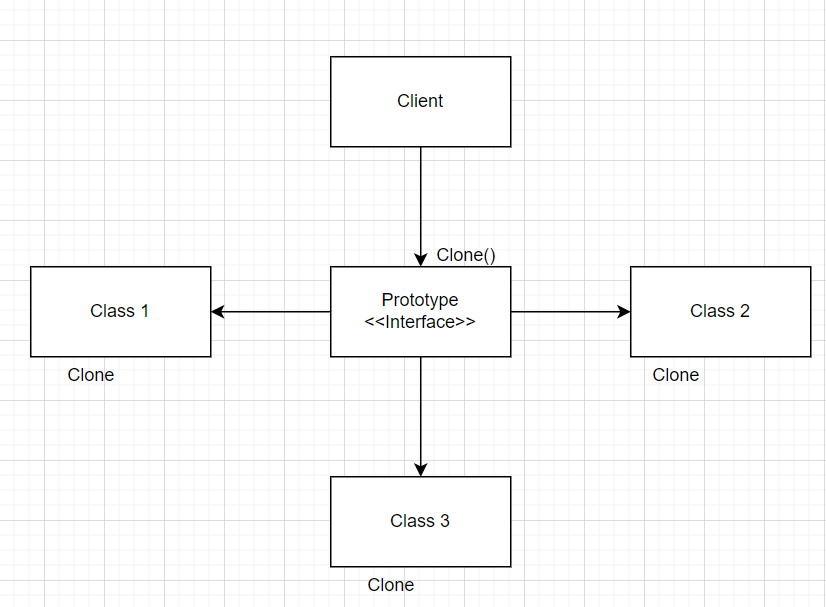 Client
Clone()
Prototype
<<Interface>>
Class 1
Class 2
Clone
Clone
Class 3
Clone